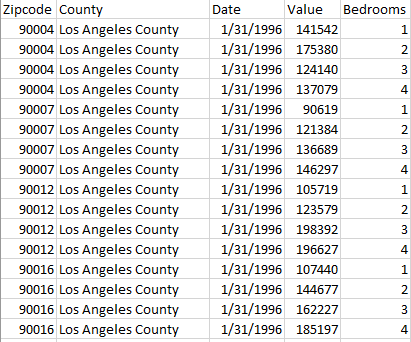 Zipcode County Date Value Bedrooms
90004 Los Angeles County 1/31/1996 141542 1
90004 Los Angeles County 1/31/1996 175380 2
90004 Los Angeles County 1/31/1996 124140 3
90004 Los Angeles County 1/31/1996 137079 4
90007 Los Angeles County 1/31/1996 90619 1
90007 Los Angeles County 1/31/1996 121384 2
90007 Los Angeles County 1/31/1996 136689 3
90007 Los Angeles County 1/31/1996 146297 4
90012 Los Angeles County 1/31/1996 105719 1
90012 Los Angeles County 1/31/1996 123579 2
90012 Los Angeles County 1/31/1996 198392 3
90012 Los Angeles County 1/31/1996 196627 4
90016 Los Angeles County 1/31/1996 107440 1
90016 Los Angeles County 1/31/1996 144677 2
90016 Los Angeles County 1/31/1996 162227 3
90016 Los Angeles County 1/31/1996 185197 4